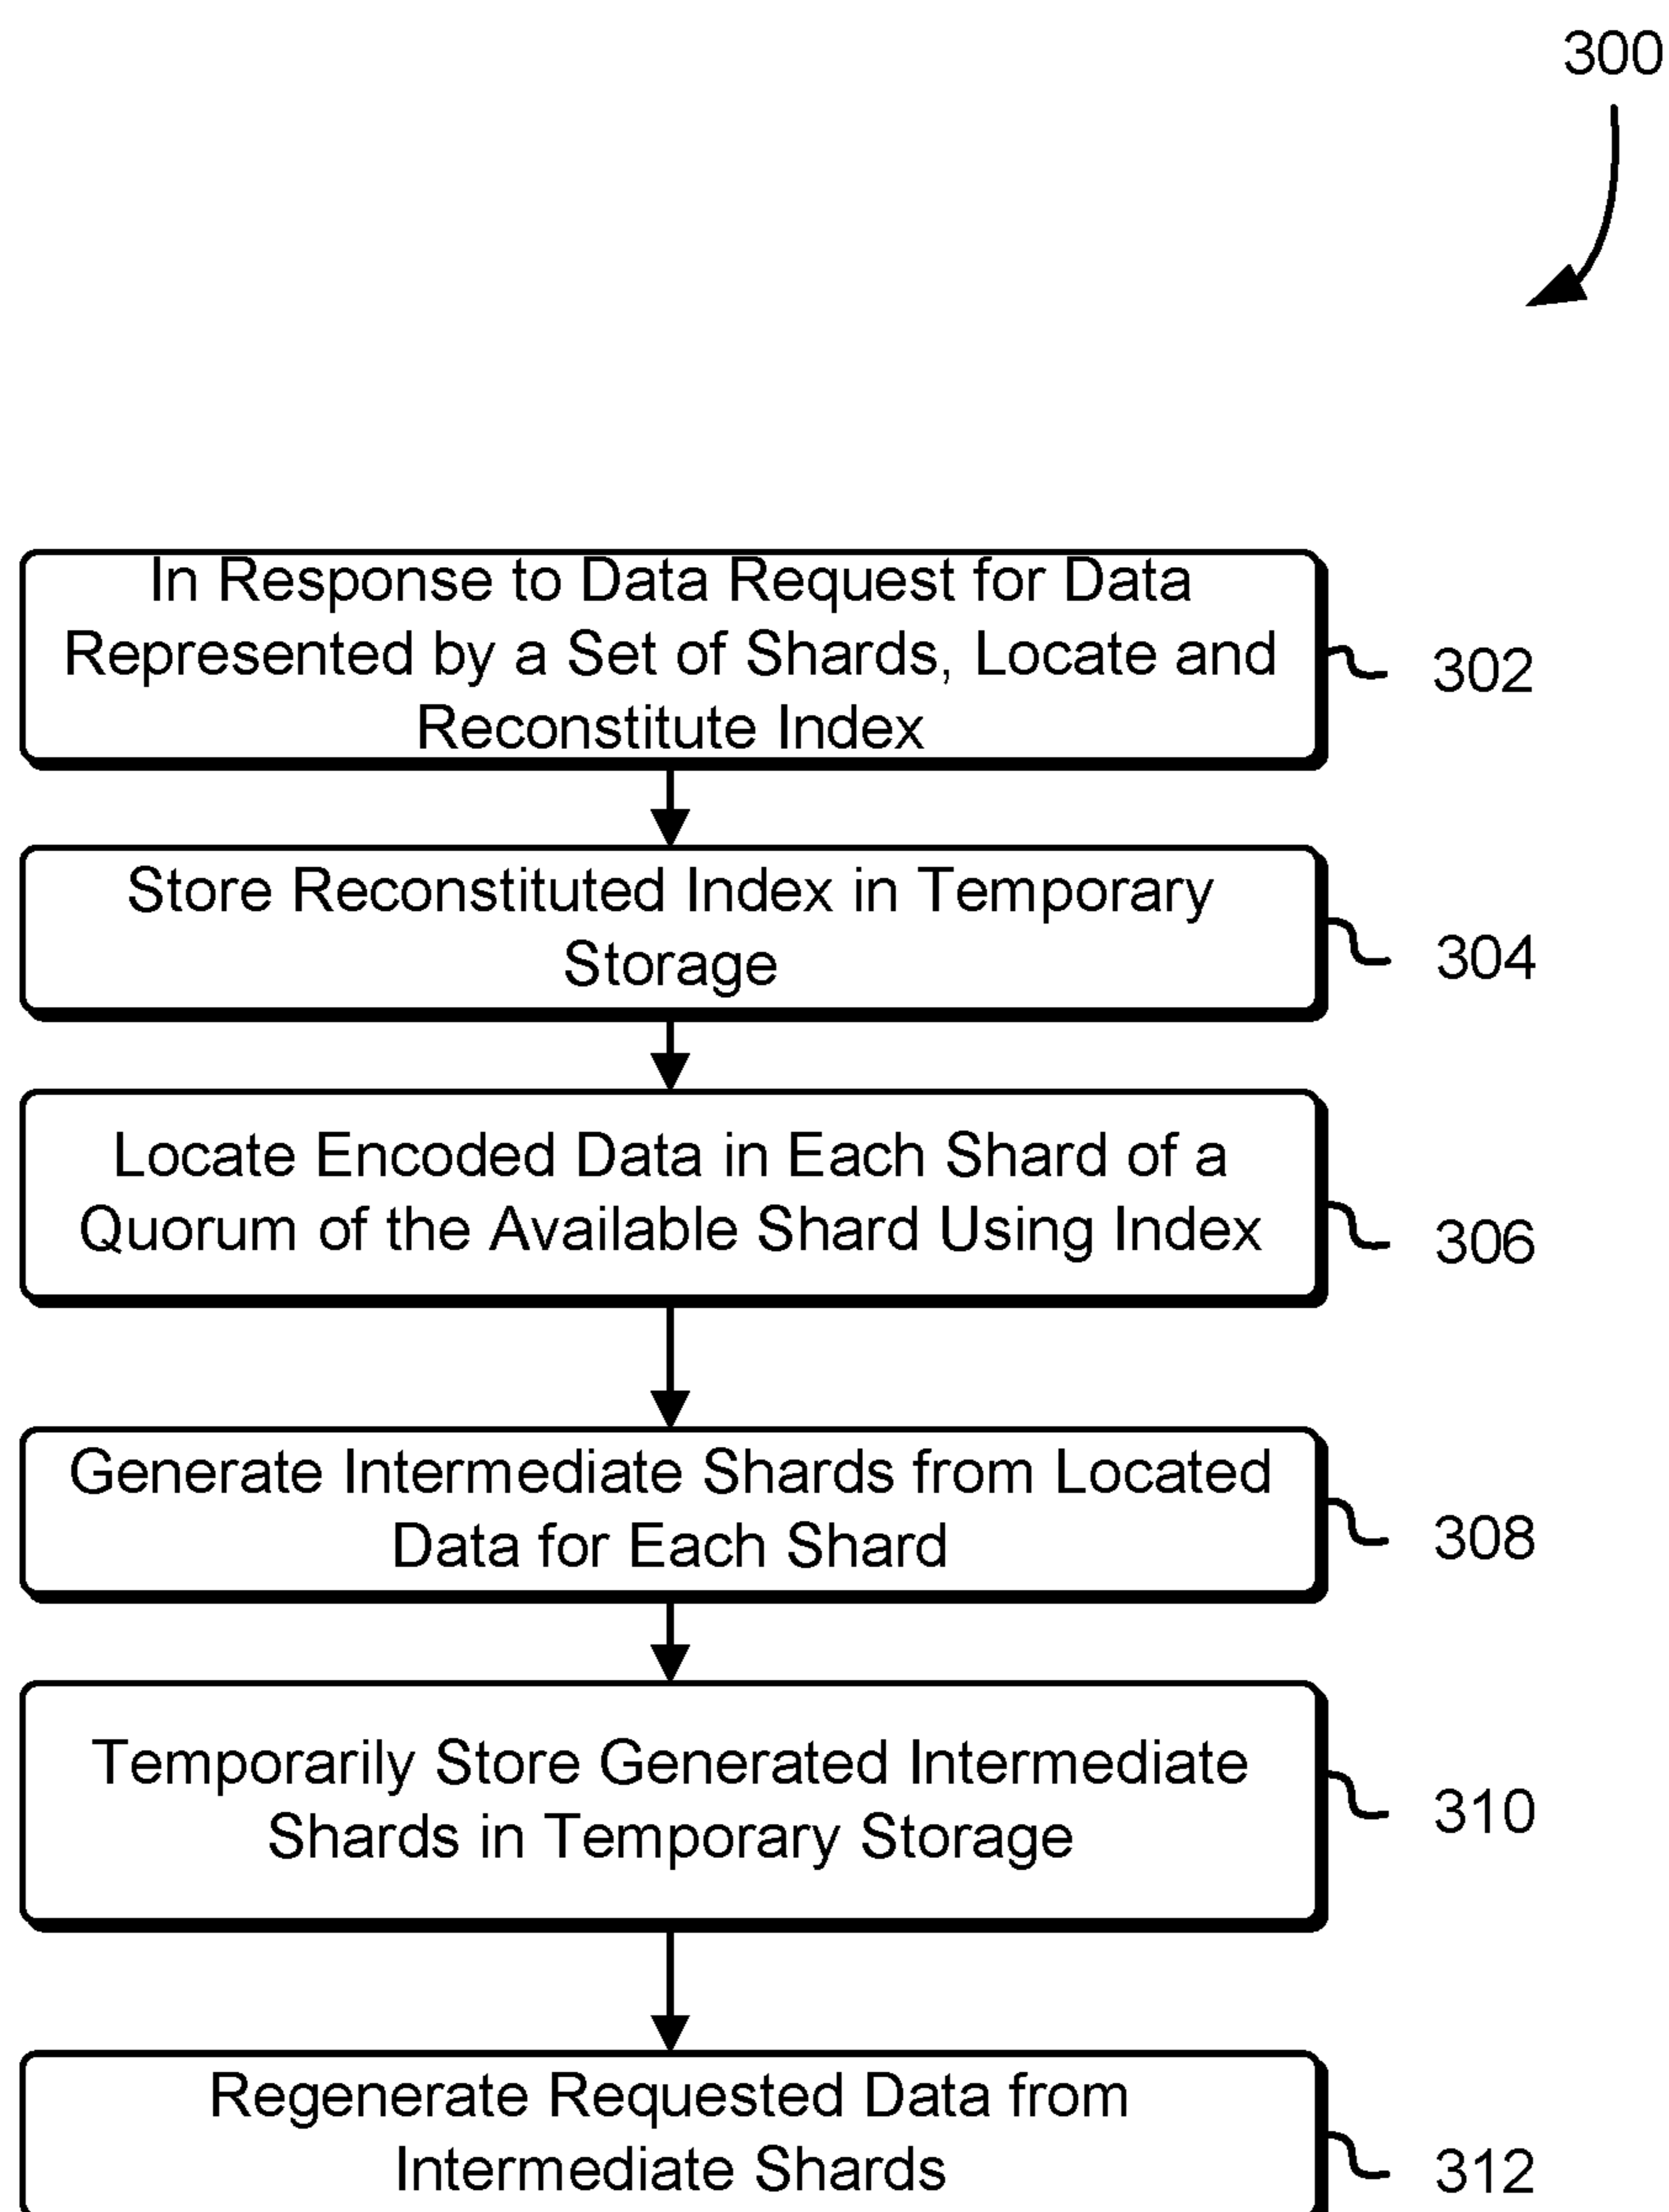 300
In Response to Data Request for Data
Represented by a Set of Shards, Locate and
Reconstitute Index
302
Store Reconstituted Index in Temporary
Storage
304
Locate Encoded Data in Each Shard of a
Quorum of the Available Shard Using Index
306
Generate Intermediate Shards from Located
Data for Each Shard
308
Temporarily Store Generated Intermediate
Shards in Temporary Storage
310
Regenerate Requested Data from
Intermediate Shards
312